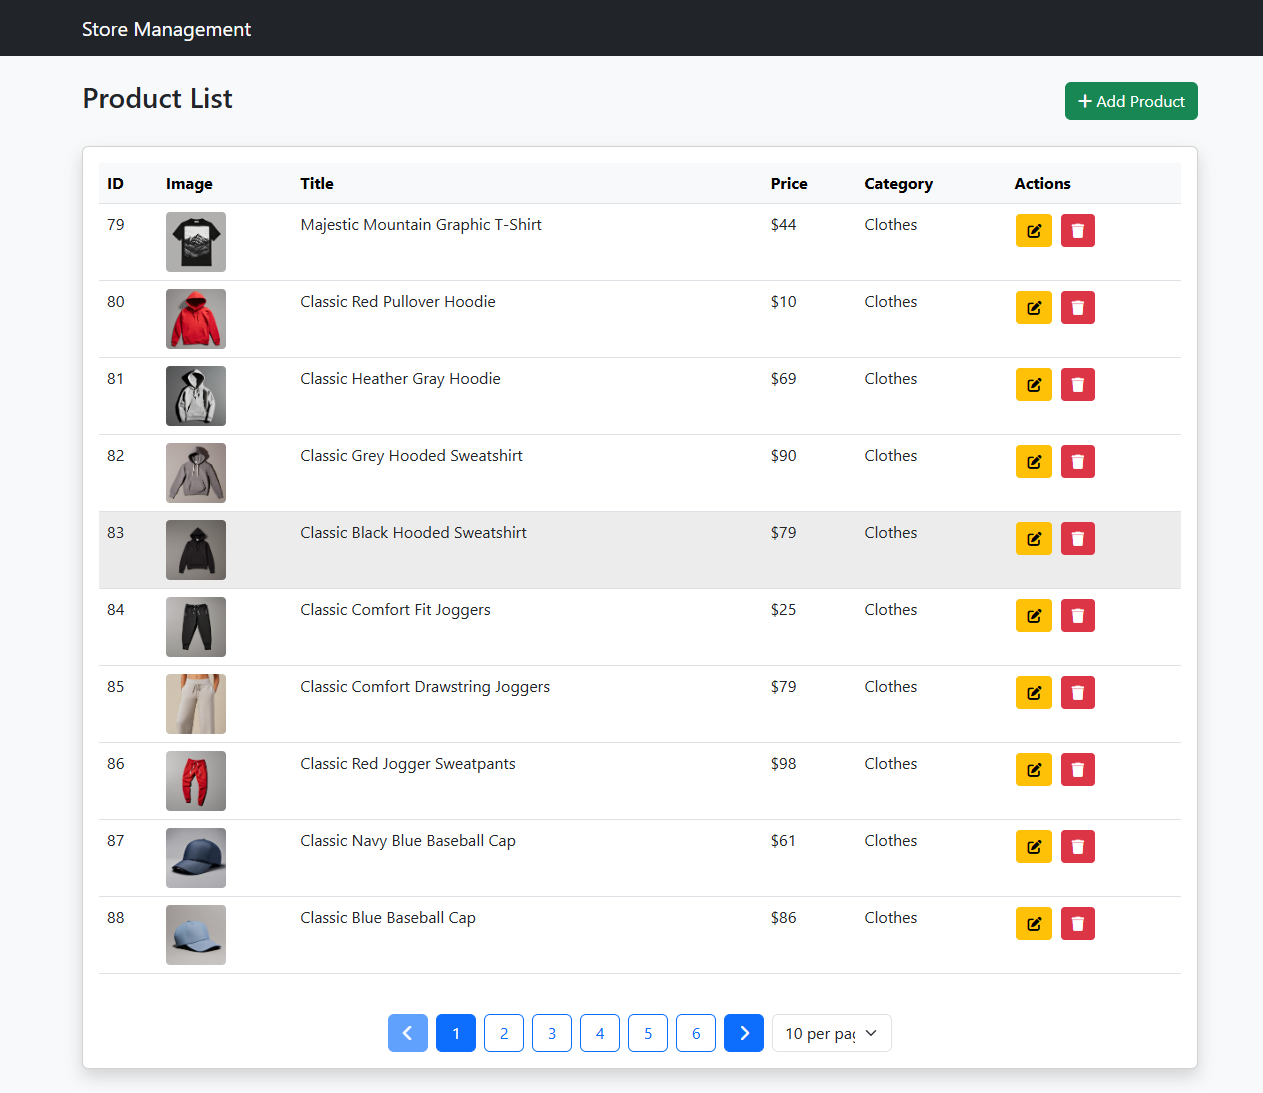 Store Management
Product List
Add Product
ID Image Title Price Category Actions
79 Majestic Mountain Graphic T-Shirt $44 Clothes
80 Classic Red Pullover Hoodie $10 Clothes
81 Classic Heather Gray Hoodie $69 Clothes
82 Classic Grey Hooded Sweatshirt $90 Clothes
83 Classic Black Hooded Sweatshirt $79 Clothes
84 Classic Comfort Fit Joggers $25 Clothes
85 Classic Comfort Drawstring Joggers $79 Clothes
86 Classic Red Jogger Sweatpants $98 Clothes
87 Classic Navy Blue Baseball Cap $61 Clothes
88 Classic Blue Baseball Cap $86 Clothes
1 2 3 4 5 6 10 per pag